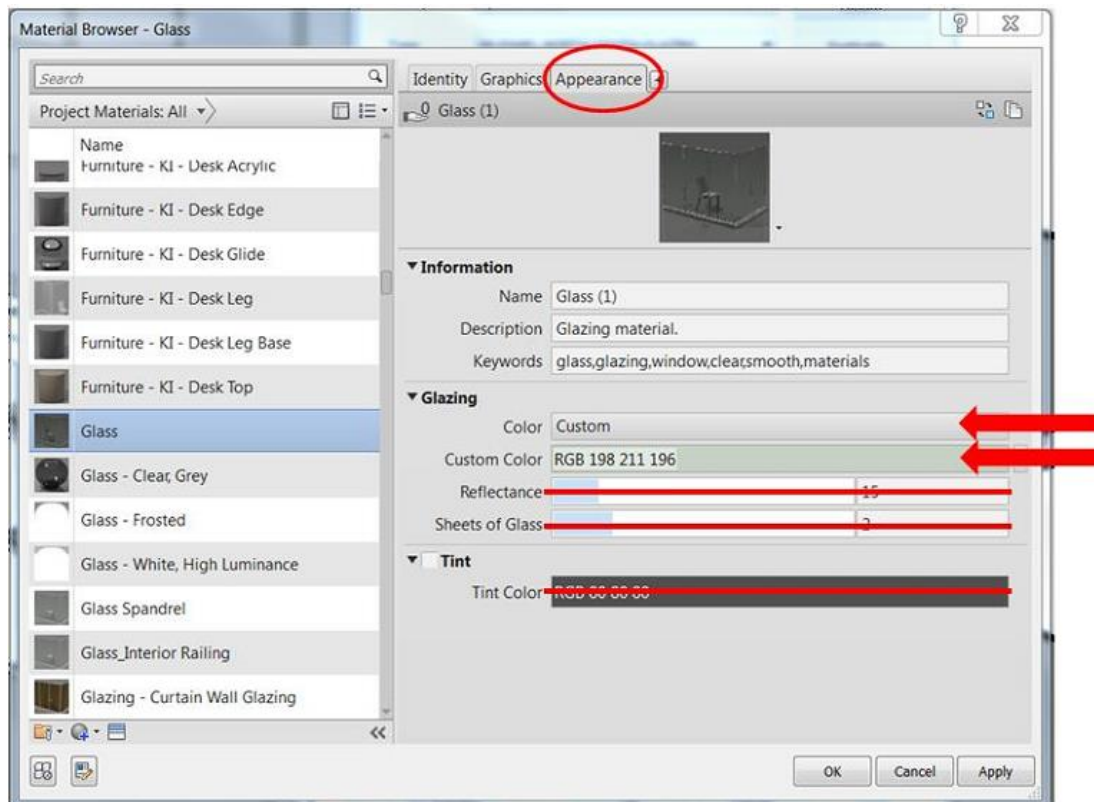 Material Browser - Glass
Search
Identity Graphics Appearance
Project Materials: All
Glass (1)
Name
Furniture - KI - Desk Acrylic
Furniture - KI - Desk Edge
Furniture - KI - Desk Glide
Furniture - KI - Desk Leg
Furniture - KI - Desk Leg Base
Furniture - KI - Desk Top
Glass
Glass - Clear, Grey
Glass - Frosted
Glass - White, High Luminance
Glass Spandrel
Glass_Interior Railing
Glazing - Curtain Wall Glazing
Information
Name Glass (1)
Description Glazing material.
Keywords glass,glazing,window,clear,smooth,materials
Glazing
Color Custom
Custom Color RGB 198 211 196
Reflectance 15
Sheets of Glass
Tint
Tint Color RGB
OK Cancel Apply